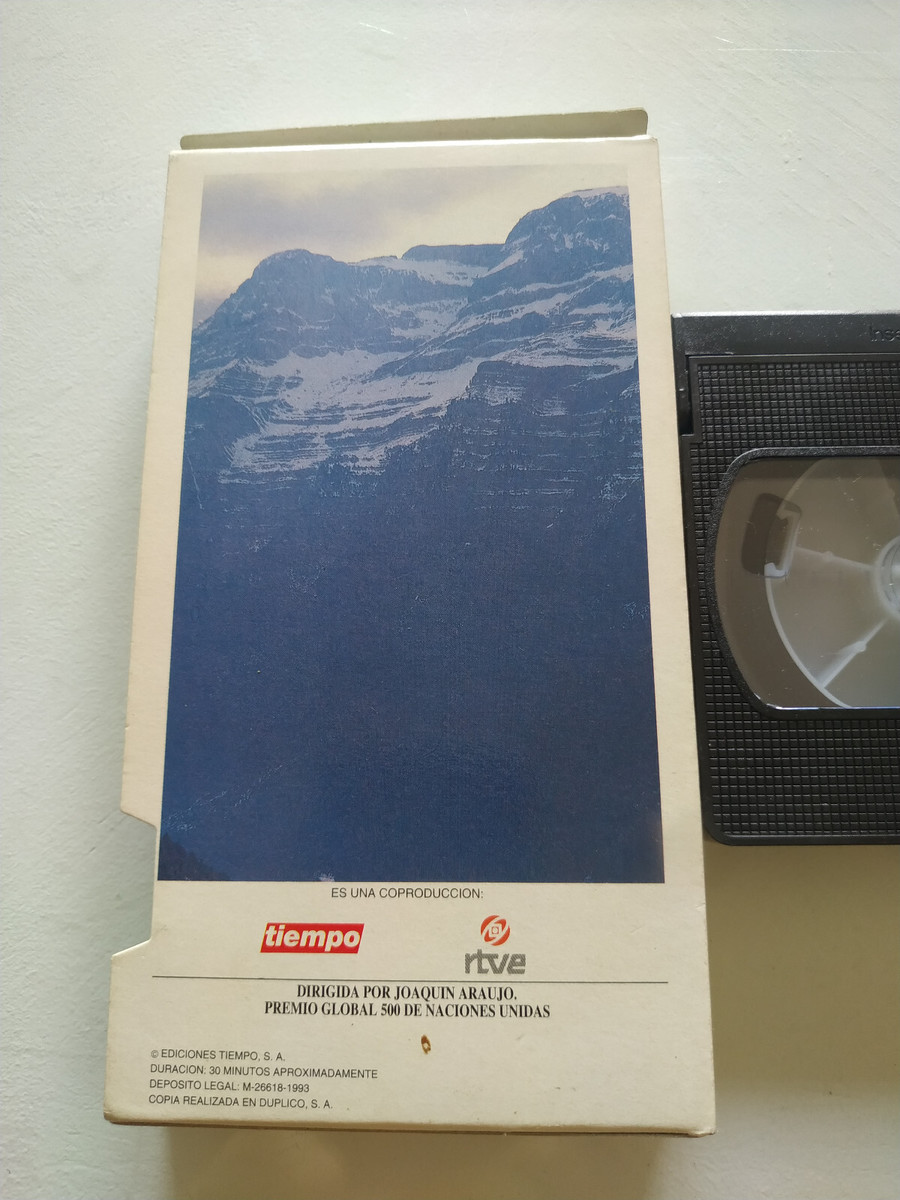 ES UNA COPRODUCCION:
tiempo
rtve
DIRIGIDA POR JOAQUIN ARAUJO.
PREMIO GLOBAL 500 DE NACIONES UNIDAS
© EDICIONES TIEMPO, S. A.
DURACION: 30 MINUTOS APROXIMADAMENTE
DEPOSITO LEGAL: M-26618-1993
COPIA REALIZADA EN DUPLICO, S. A.